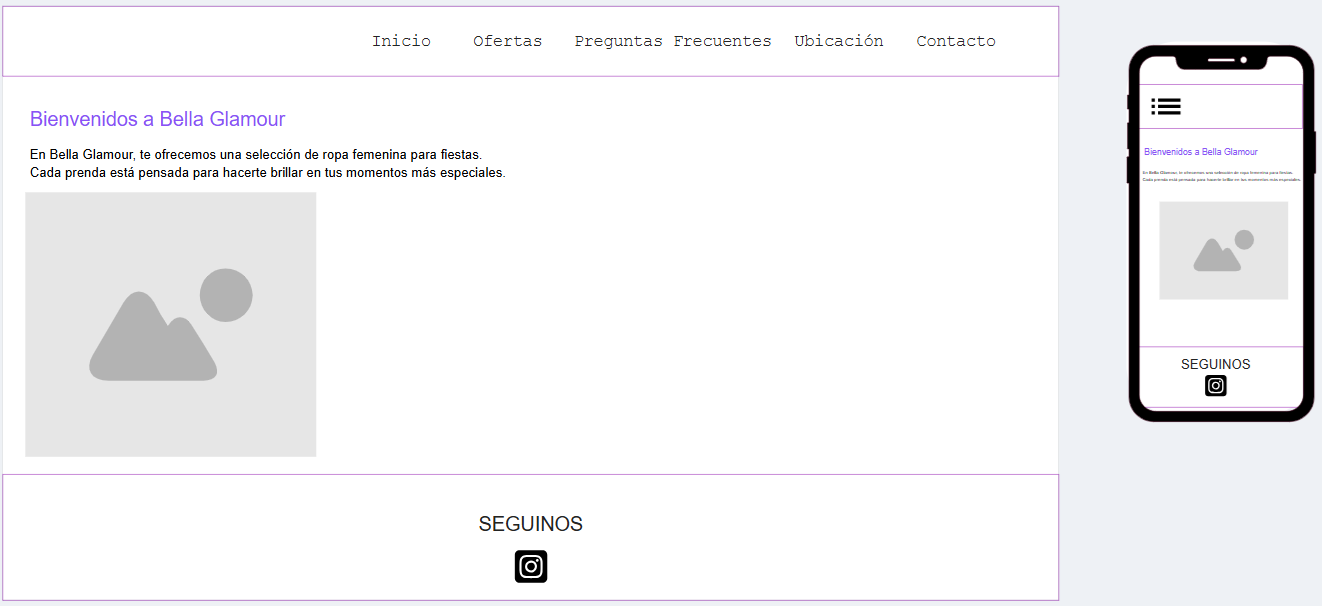 Inicio Ofertas Preguntas Frecuentes Ubicación Contacto
Bienvenidos a Bella Glamour
En Bella Glamour, te ofrecemos una selección de ropa femenina para fiestas.
Cada prenda está pensada para hacerte brillar en tus momentos más especiales.
SEGUINOS
Bienvenidos a Bella Glamour
En Bella Glamour, te ofrecemos una selección de ropa femenina para fiestas.
Cada prenda está pensada para hacerte brillar en tus momentos más especiales.
SEGUINOS